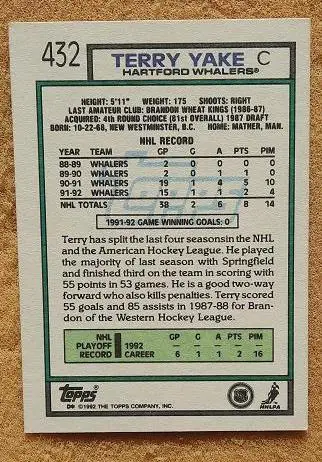 432 TERRY YAKE C
HARTFORD WHALERS®
HEIGHT: 5'11" WEIGHT: 175 SHOOTS: RIGHT
LAST AMATEUR CLUB: BRANDON WHEAT KINGS (1986-87)
ACQUIRED: 4th ROUND CHOICE (81st OVERALL) 1987 DRAFT
BORN: 10-22-68, NEW WESTMINSTER, B.C. HOME: MATHER, MAN.
NHL RECORD
YEAR TEAM GP G A PTS PIM
88-89 WHALERS 2 0 0 0 0
89-90 WHALERS 2 0 1 1 0
90-91 WHALERS 19 1 4 5 10
91-92 WHALERS 15 1 1 2 4
NHL TOTALS 38 2 6 8 14
1991-92 GAME WINNING GOALS: 0
Terry has split the last four seasons in the NHL
and the American Hockey League. He played
the majority of last season with Springfield
and finished third on the team in scoring with
55 points in 53 games. He is a good two-way
forward who also kills penalties. Terry scored
55 goals and 85 assists in 1987-88 for Bran-
don of the Western Hockey League.
NHL GP G A PTS PIM
PLAYOFF 1992 — — — — —
RECORD CAREER 6 1 1 2 16
Topps
© 1992 THE TOPPS COMPANY, INC.
NHLPA